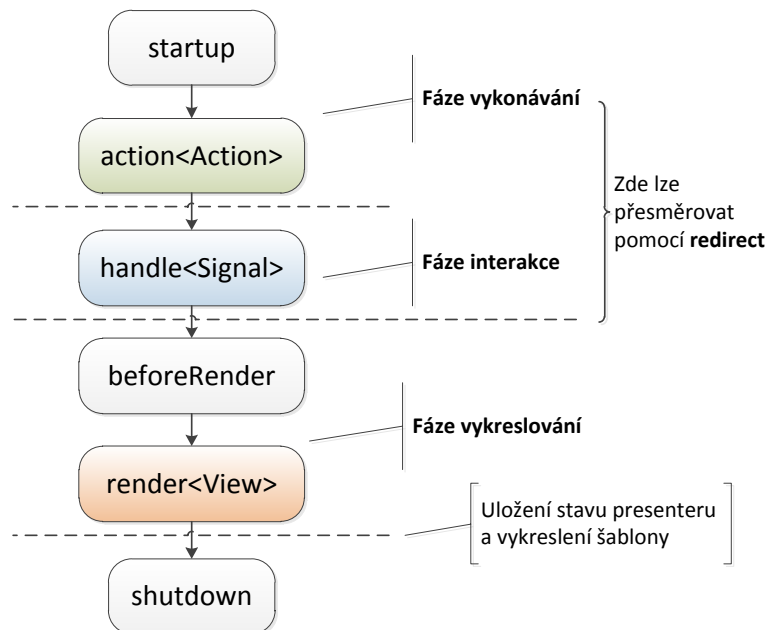 startup
Fáze vykonávání
action<Action>
Zde lze
přesměrovat
pomocí redirect
handle<Signal>
Fáze interakce
beforeRender
Fáze vykreslování
render<View>
Uložení stavu presenteru
a vykreslení šablony
shutdown